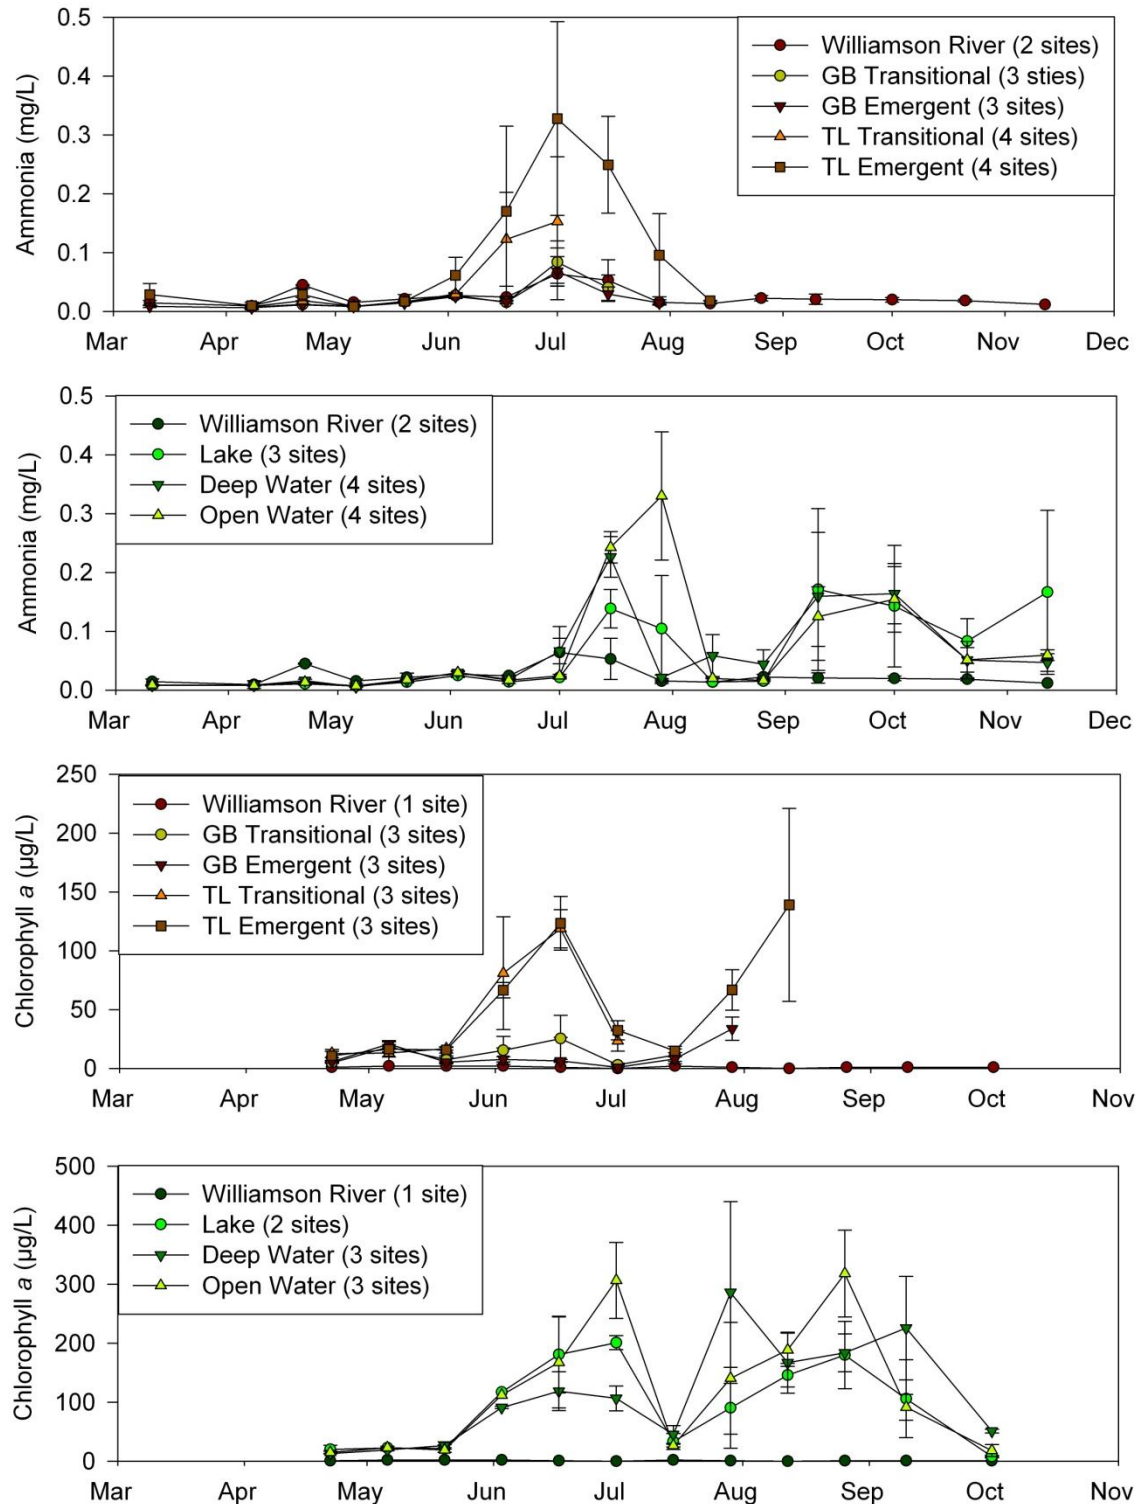 0.5
0.4
0.3
0.2
0.1
0.0
Ammonia (mg/L)
Williamson River (2 sites)
GB Transitional (3 sties)
GB Emergent (3 sites)
TL Transitional (4 sites)
TL Emergent (4 sites)
Mar Apr May Jun Jul Aug Sep Oct Nov Dec
0.5
0.4
0.3
0.2
0.1
0.0
Ammonia (mg/L)
Williamson River (2 sites)
Lake (3 sites)
Deep Water (4 sites)
Open Water (4 sites)
Mar Apr May Jun Jul Aug Sep Oct Nov Dec
250
200
150
100
50
0
Chlorophyll a (µg/L)
Williamson River (1 site)
GB Transitional (3 sites)
GB Emergent (3 sites)
TL Transitional (3 sites)
TL Emergent (3 sites)
Mar Apr May Jun Jul Aug Sep Oct Nov
500
400
300
200
100
0
Chlorophyll a (µg/L)
Williamson River (1 site)
Lake (2 sites)
Deep Water (3 sites)
Open Water (3 sites)
Mar Apr May Jun Jul Aug Sep Oct Nov